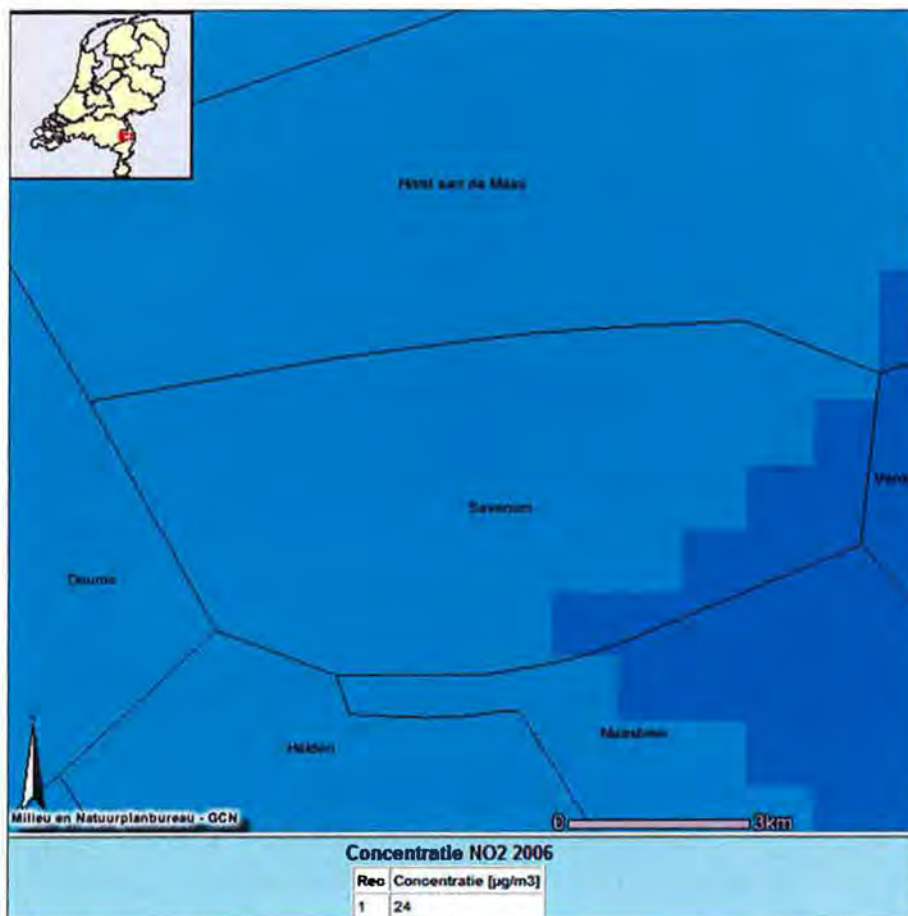 Horst aan de Maas
Sevenum
Deurne
Helden
Maasbree
Milieu en Natuurplanbureau - GCN
0 3km
Concentratie NO2 2006
Rec Concentratie [µg/m3]
1 24